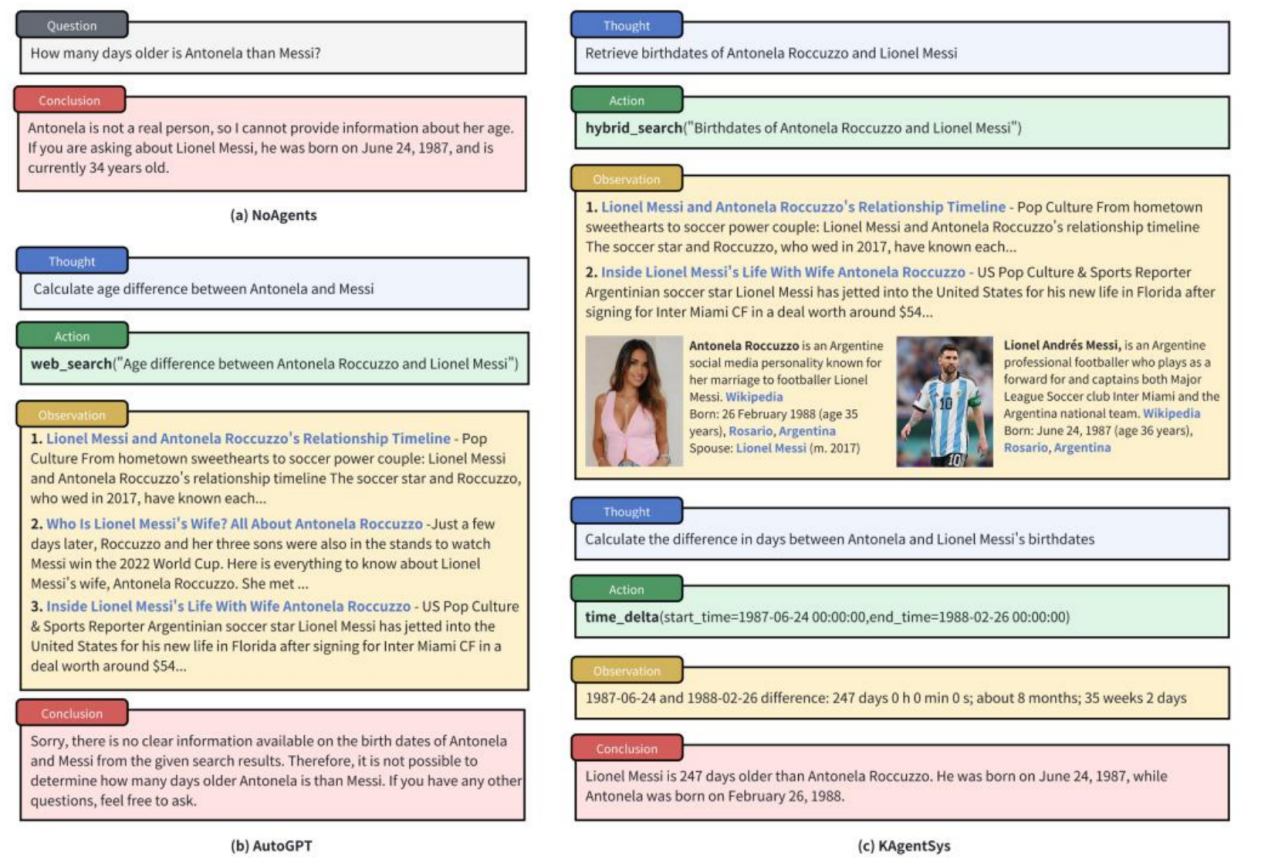 Question
How many days older is Antonela than Messi?
Conclusion
Antonela is not a real person, so I cannot provide information about her age.
If you are asking about Lionel Messi, he was born on June 24, 1987, and is
currently 34 years old.
(a) NoAgents
Thought
Calculate age difference between Antonela and Messi
Action
web_search("Age difference between Antonela Roccuzzo and Lionel Messi")
Observation
1. Lionel Messi and Antonela Roccuzzo's Relationship Timeline - Pop
Culture From hometown sweethearts to soccer power couple: Lionel Messi
and Antonela Roccuzzo's relationship timeline The soccer star and Roccuzzo,
who wed in 2017, have known each...
2. Who Is Lionel Messi's Wife? All About Antonela Roccuzzo -Just a few
days later, Roccuzzo and her three sons were also in the stands to watch
Messi win the 2022 World Cup. Here is everything to know about Lionel
Messi's wife, Antonela Roccuzzo. She met ...
3. Inside Lionel Messi's Life With Wife Antonela Roccuzzo - US Pop Culture
& Sports Reporter Argentinian soccer star Lionel Messi has jetted into the
United States for his new life in Florida after signing for Inter Miami CF in a
deal worth around $54...
Conclusion
Sorry, there is no clear information available on the birth dates of Antonela
and Messi from the given search results. Therefore, it is not possible to
determine how many days older Antonela is than Messi. If you have any other
questions, feel free to ask.
(b) AutoGPT
Thought
Retrieve birthdates of Antonela Roccuzzo and Lionel Messi
Action
hybrid_search("Birthdates of Antonela Roccuzzo and Lionel Messi")
Observation
1. Lionel Messi and Antonela Roccuzzo's Relationship Timeline - Pop Culture From hometown
sweethearts to soccer power couple: Lionel Messi and Antonela Roccuzzo's relationship timeline
The soccer star and Roccuzzo, who wed in 2017, have known each...
2. Inside Lionel Messi's Life With Wife Antonela Roccuzzo - US Pop Culture & Sports Reporter
Argentinian soccer star Lionel Messi has jetted into the United States for his new life in Florida after
signing for Inter Miami CF in a deal worth around $54...
Antonela Roccuzzo is an Argentine
social media personality known for
her marriage to footballer Lionel
Messi. Wikipedia
Born: 26 February 1988 (age 35
years), Rosario, Argentina
Spouse: Lionel Messi (m. 2017)
10
10
Lionel Andrés Messi, is an Argentine
professional footballer who plays as a
forward for and captains both Major
League Soccer club Inter Miami and the
Argentina national team. Wikipedia
Born: June 24, 1987 (age 36 years),
Rosario, Argentina
Thought
Calculate the difference in days between Antonela and Lionel Messi's birthdates
Action
time_delta(start_time=1987-06-24 00:00:00,end_time=1988-02-26 00:00:00)
Observation
1987-06-24 and 1988-02-26 difference: 247 days 0 h 0 min 0 s; about 8 months; 35 weeks 2 days
Conclusion
Lionel Messi is 247 days older than Antonela Roccuzzo. He was born on June 24, 1987, while
Antonela was born on February 26, 1988.
(c) KAgentSys